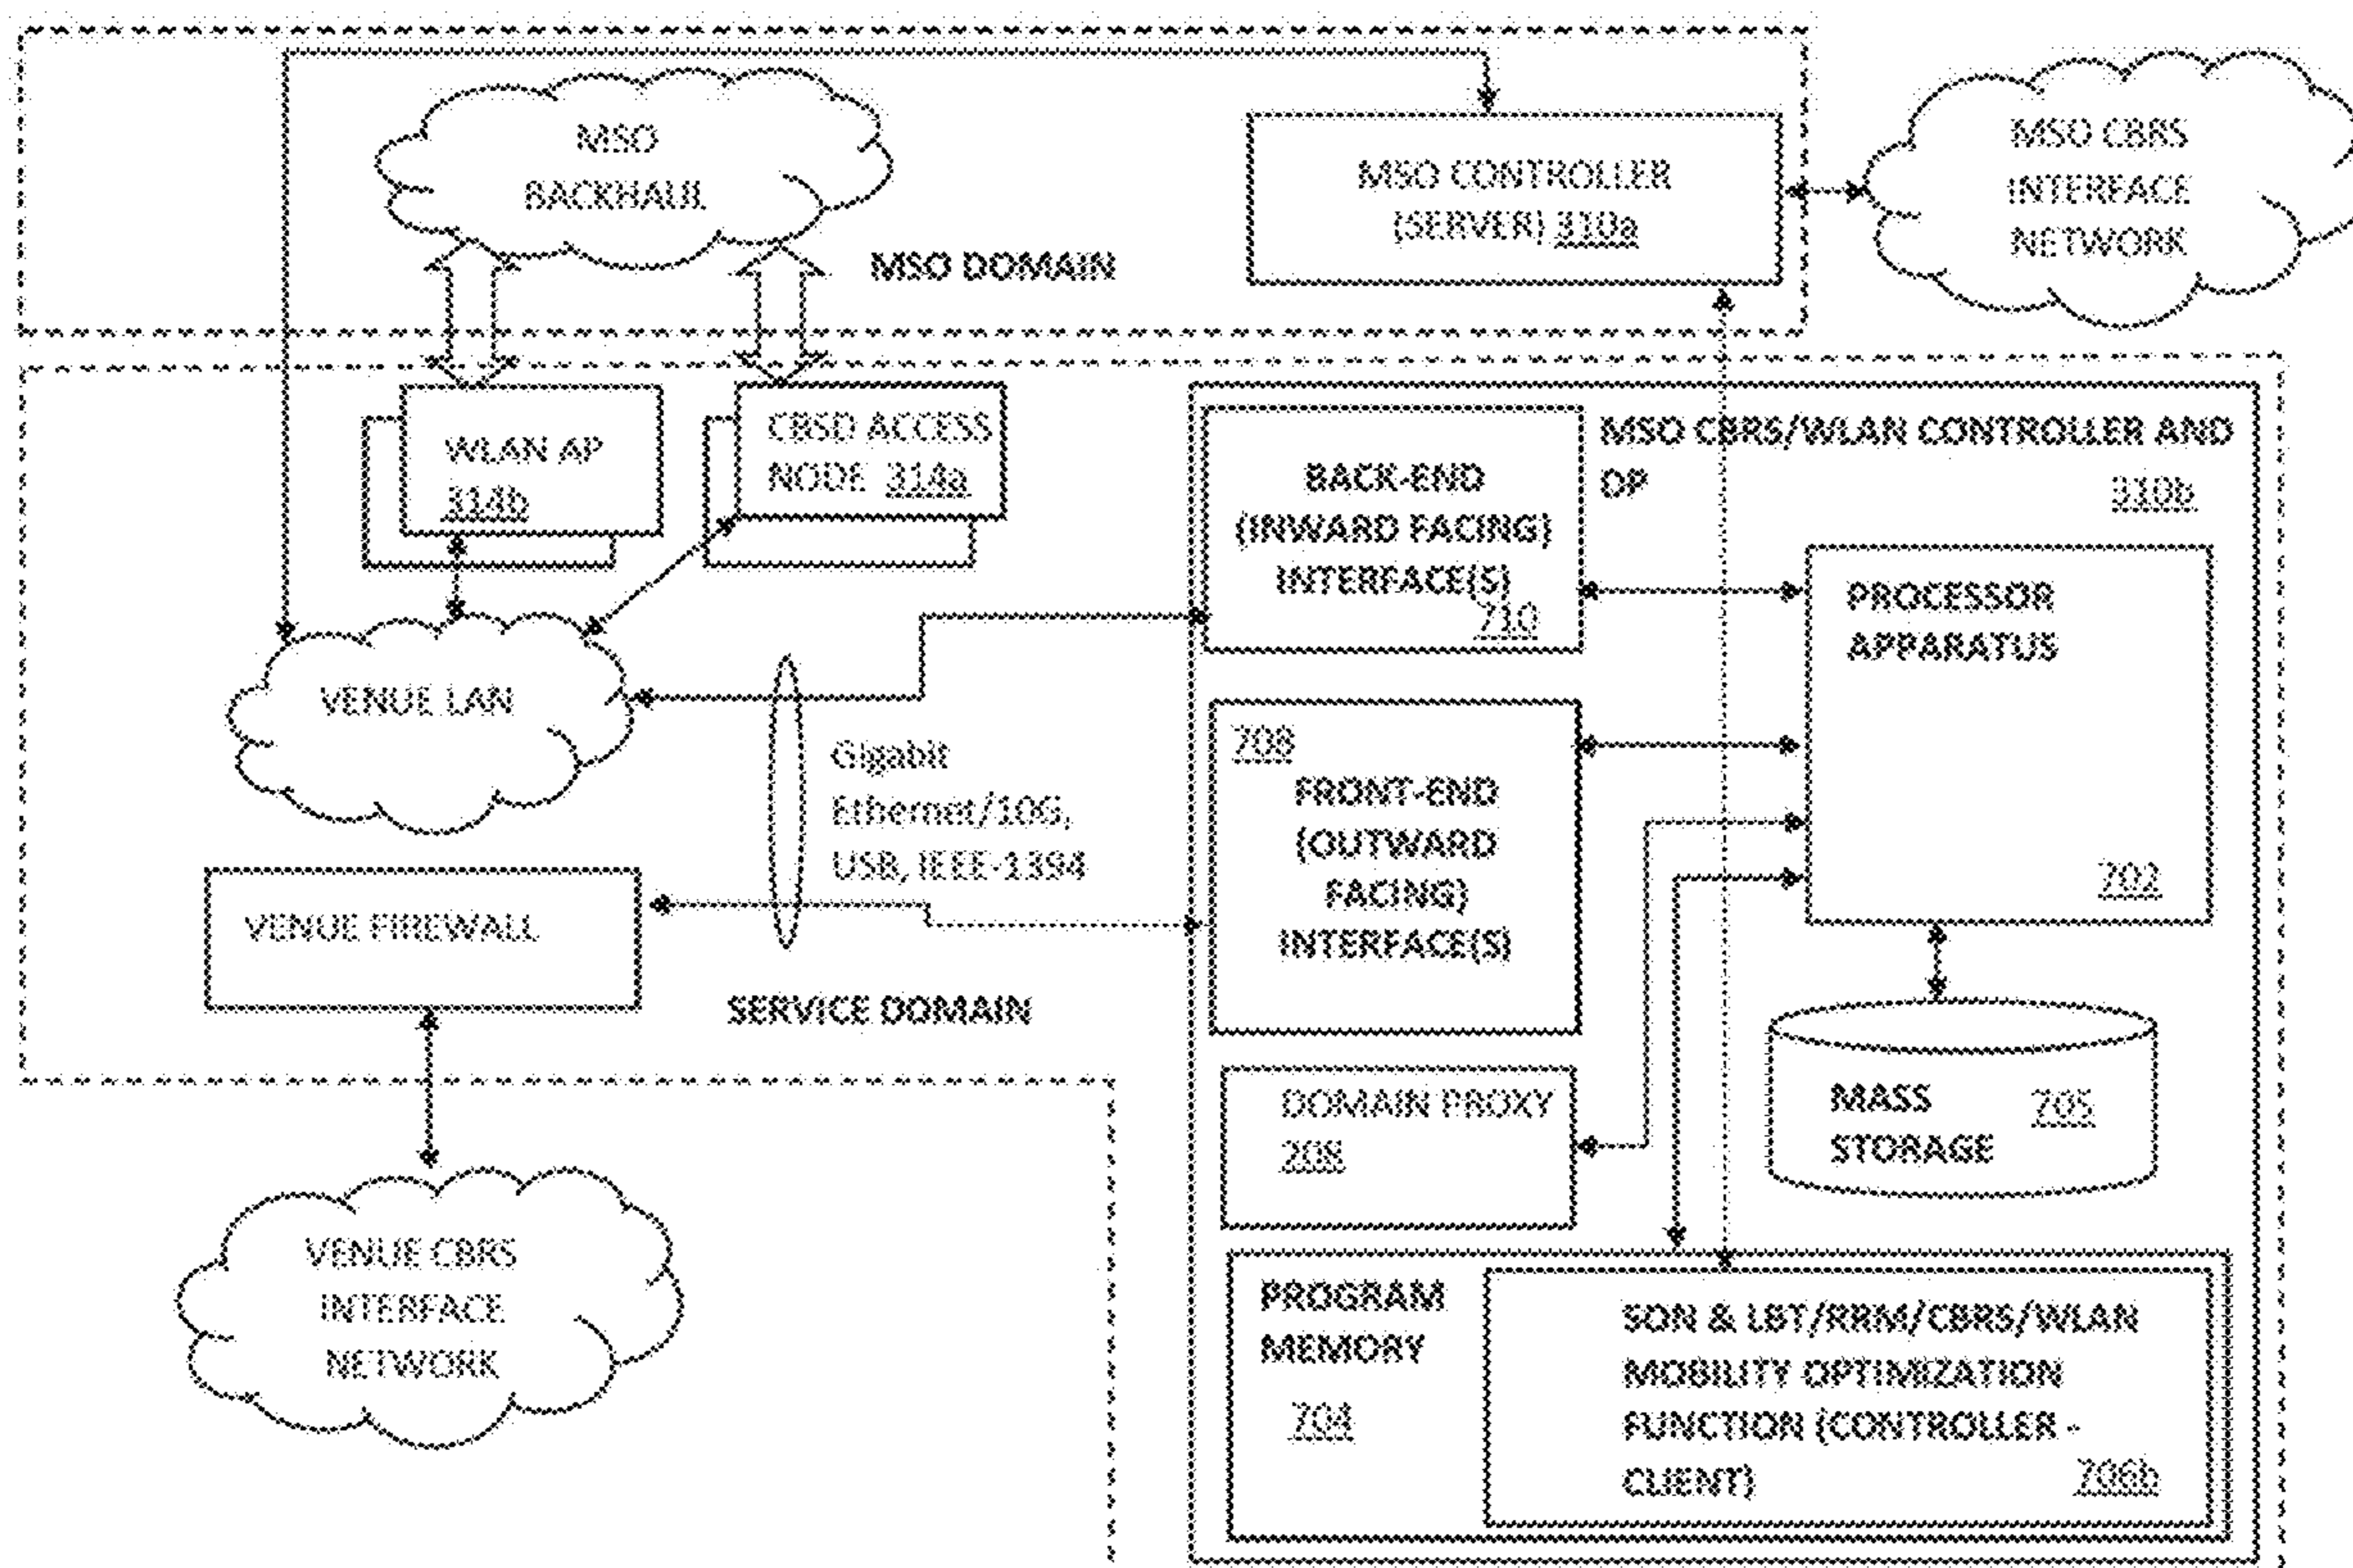 MSO
BACKHAUL
MSO DOMAIN
MSO CONTROLLER
(SERVER) 310a
MSO CBRS
INTERFACE
NETWORK
WLAN AP
314b
CBSD ACCESS
NODE 314a
MSO CBRS/WLAN CONTROLLER AND
DP
310b
BACK-END
(INWARD FACING)
INTERFACE(S)
710
PROCESSOR
APPARATUS
702
VENUE LAN
Gigabit
Ethernet/10G,
USB, IEEE-1394
708
FRONT-END
(OUTWARD
FACING)
INTERFACE(S)
VENUE FIREWALL
SERVICE DOMAIN
DOMAIN PROXY
208
MASS
STORAGE
705
VENUE CBRS
INTERFACE
NETWORK
PROGRAM
MEMORY
704
SON & LBT/RRM/CBRS/WLAN
MOBILITY OPTIMIZATION
FUNCTION (CONTROLLER -
CLIENT)
706b